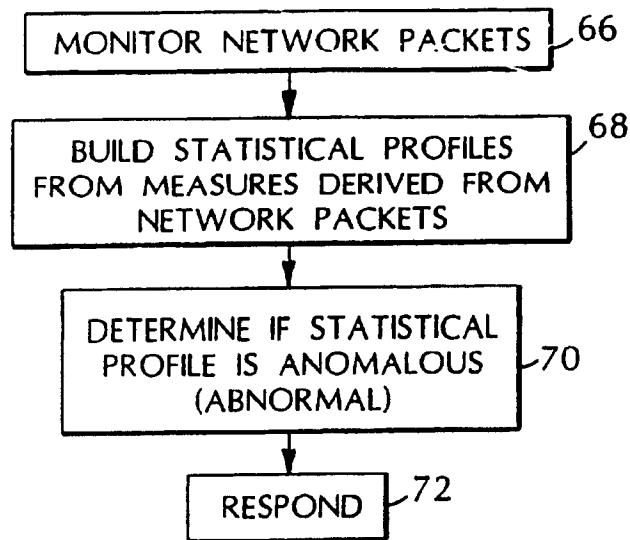 MONITOR NETWORK PACKETS
66
BUILD STATISTICAL PROFILES
FROM MEASURES DERIVED FROM
NETWORK PACKETS
68
DETERMINE IF STATISTICAL
PROFILE IS ANOMALOUS
(ABNORMAL)
70
RESPOND
72